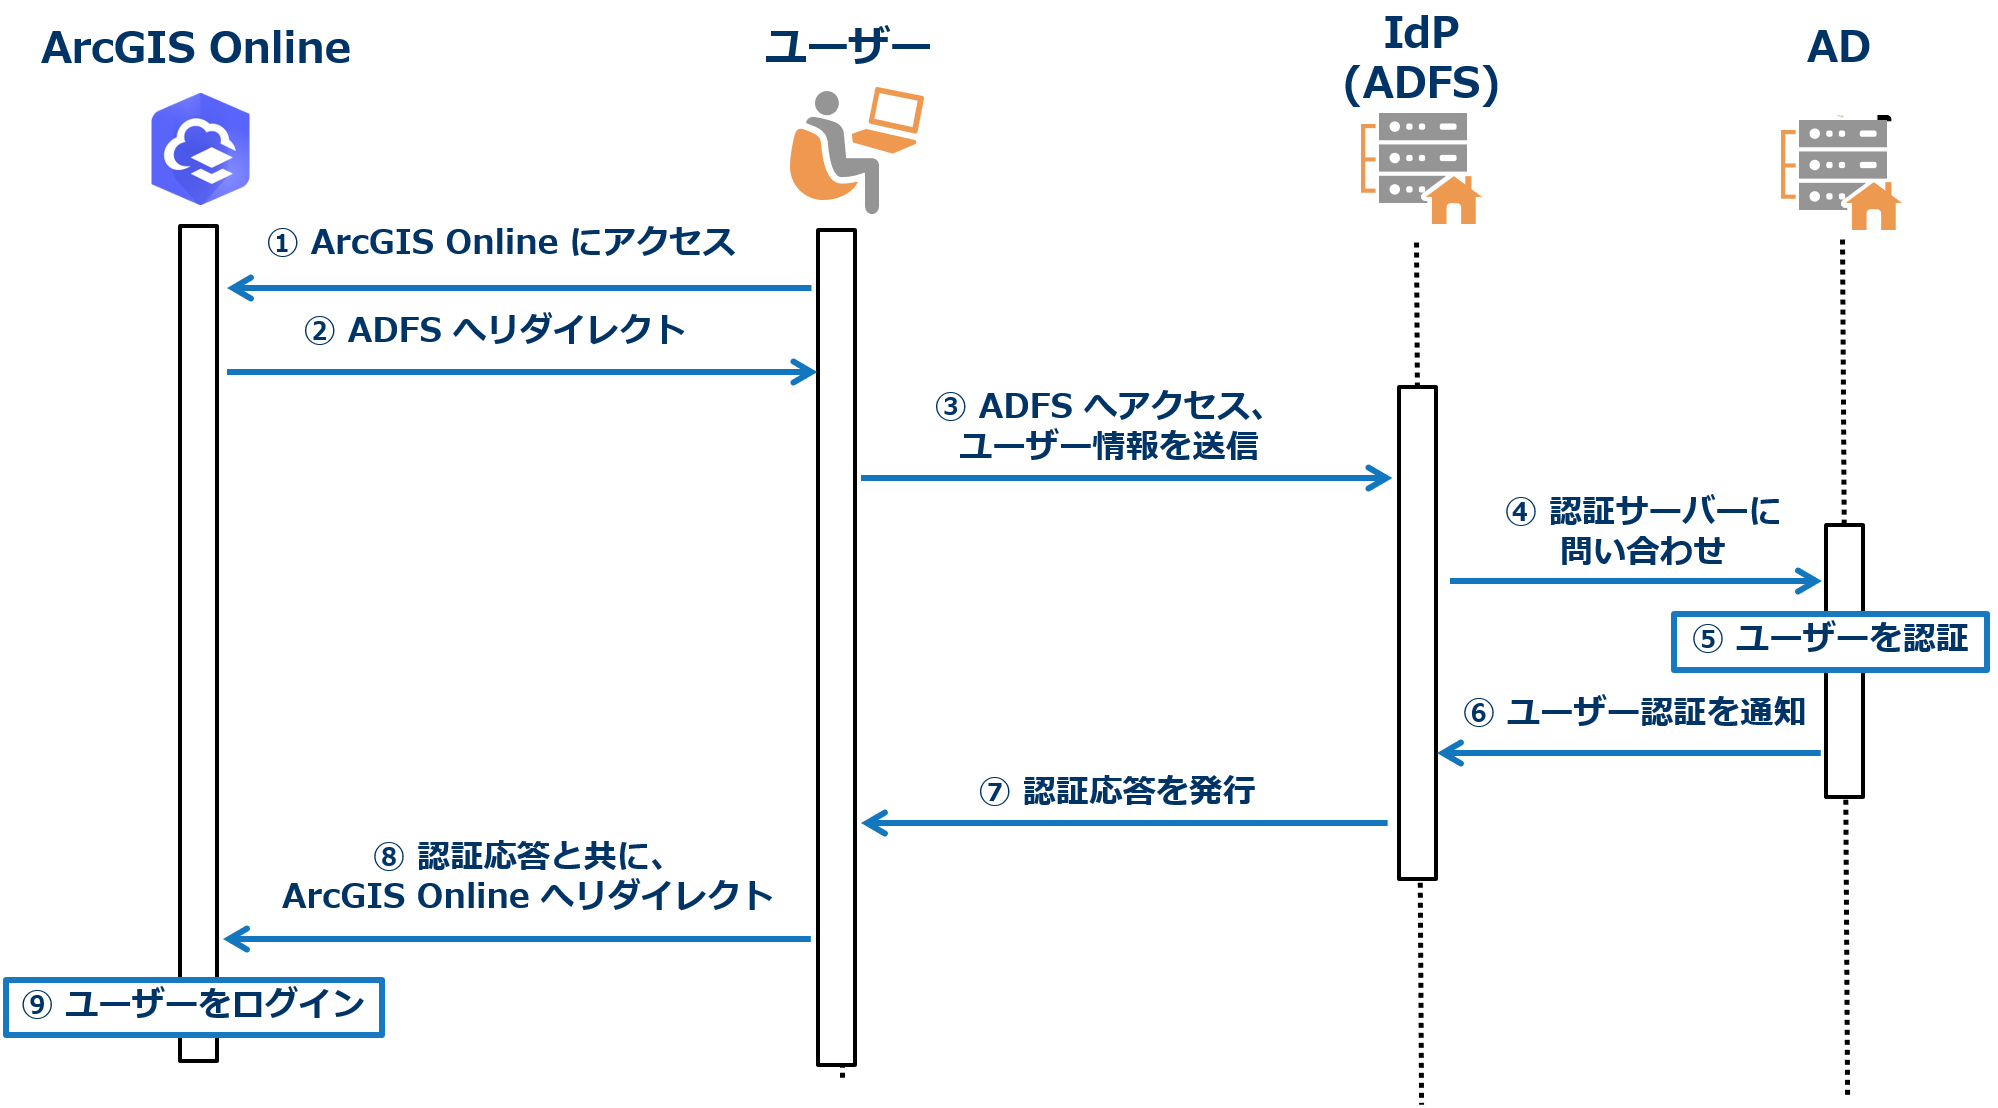 ArcGIS Online
ユーザー
IdP
(ADFS)
AD
① ArcGIS Online にアクセス
② ADFS へリダイレクト
③ ADFS へアクセス、
ユーザー情報を送信
④ 認証サーバーに
問い合わせ
⑤ ユーザーを認証
⑥ ユーザー認証を通知
⑦ 認証応答を発行
⑧ 認証応答と共に、
ArcGIS Online へリダイレクト
⑨ ユーザーをログイン